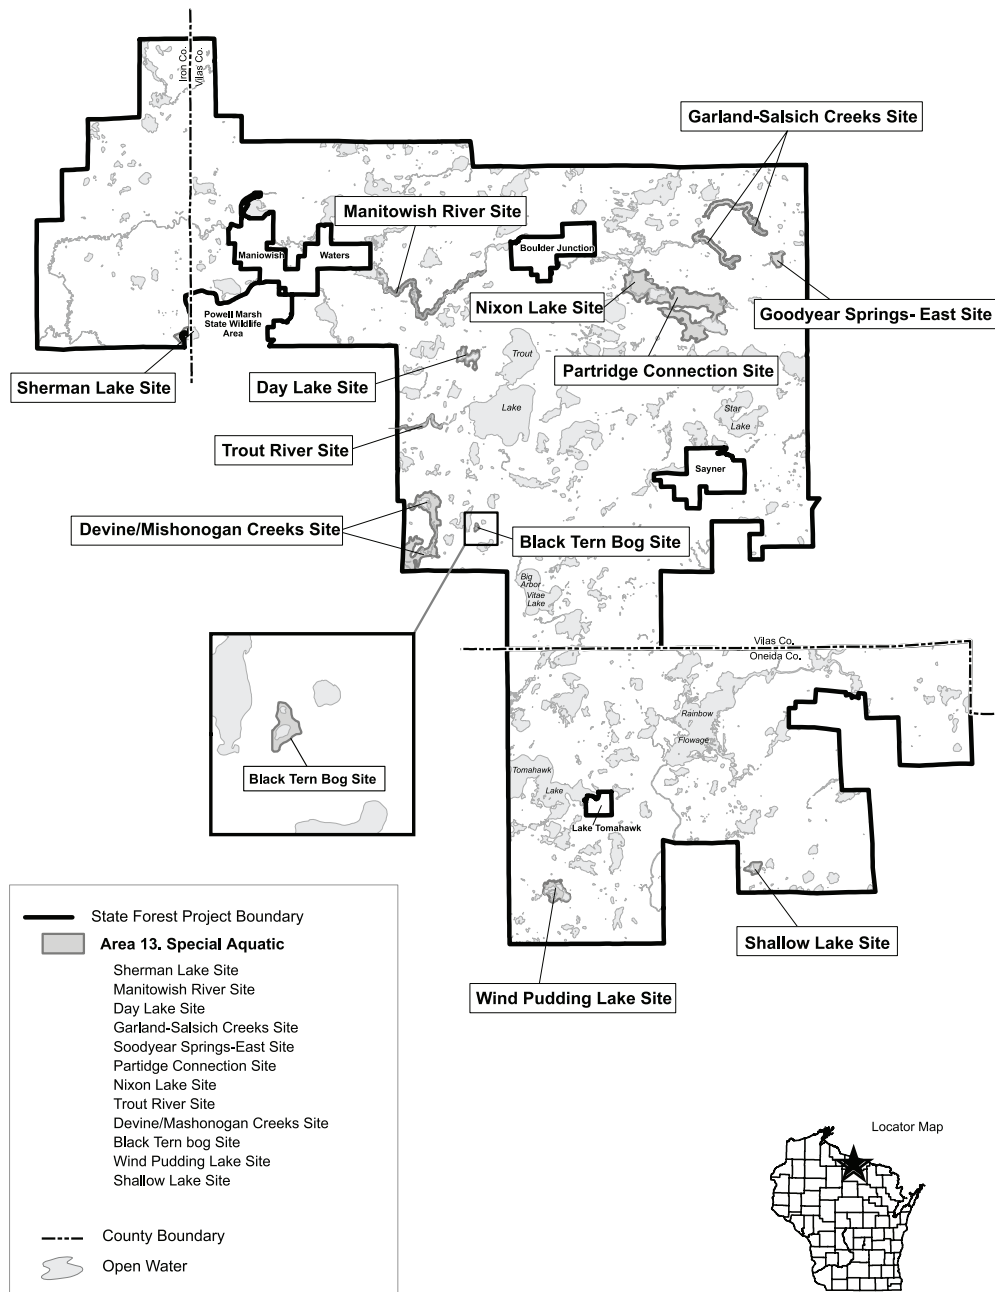 Iron Co.
Vilas Co.
Garland-Salsich Creeks Site
Manitowish River Site
Boulder Junction
Maniowish
Waters
Nixon Lake Site
Goodyear Springs- East Site
Powell Marsh
State Wildlife
Area
Partridge Connection Site
Sherman Lake Site
Day Lake Site
Trout
Lake
Star
Lake
Trout River Site
Sayner
Devine/Mishonogan Creeks Site
Black Tern Bog Site
Big
Arbor
Vitae
Lake
Vilas Co.
Oneida Co.
Rainbow
Flowage
Black Tern Bog Site
Tomahawk
Lake
Lake Tomahawk
Shallow Lake Site
Wind Pudding Lake Site
State Forest Project Boundary
Area 13. Special Aquatic
Sherman Lake Site
Manitowish River Site
Day Lake Site
Garland-Salsich Creeks Site
Soodyear Springs-East Site
Partidge Connection Site
Nixon Lake Site
Trout River Site
Devine/Mashonogan Creeks Site
Black Tern bog Site
Wind Pudding Lake Site
Shallow Lake Site
County Boundary
Open Water
Locator Map